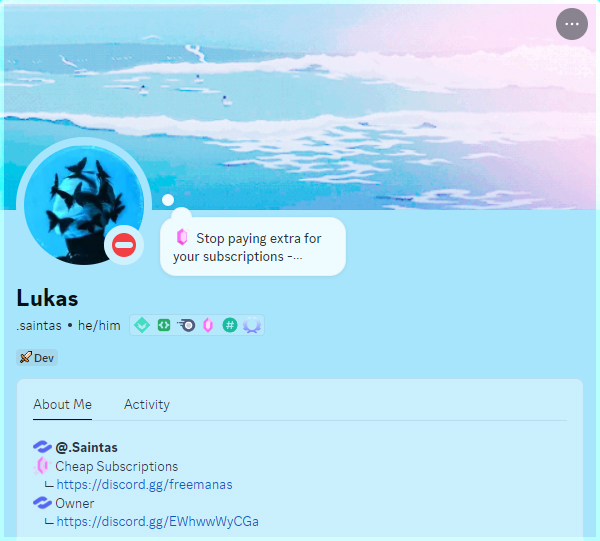 Stop paying extra for
your subscriptions -...
Lukas
.saintas • he/him
Dev
About Me Activity
@.Saintas
Cheap Subscriptions
https://discord.gg/freemanas
Owner
https://discord.gg/EWhwwWyCGa